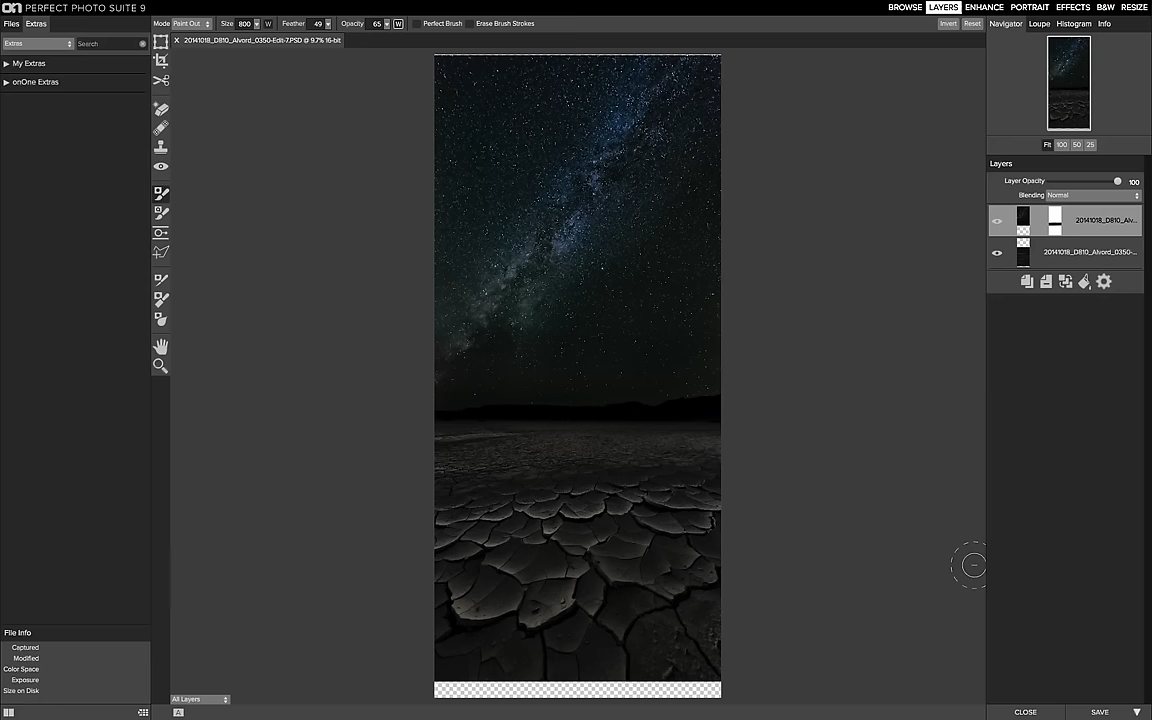 on PERFECT PHOTO SUITE 9
BROWSE LAYERS ENHANCE PORTRAIT EFFECTS B&W RESIZE
Files Extras
Mode Paint Out Size 800 W Feather 49 Opacity 65 W Perfect Brush Erase Brush Strokes Invert Reset
Navigator Loupe Histogram Info
Extras Search
× 20141018_D810_Alvord_0350-Edit-7.PSD @ 9.7% 16-bit
My Extras
onOne Extras
Fit 100 50 25
Layers
Layer Opacity 100
Blending Normal
20141018_D810_Alv...
20141018_D810_Alvord_0350-...
File Info
Captured
Modified
Color Space
Exposure
Size on Disk
All Layers
A
CLOSE SAVE